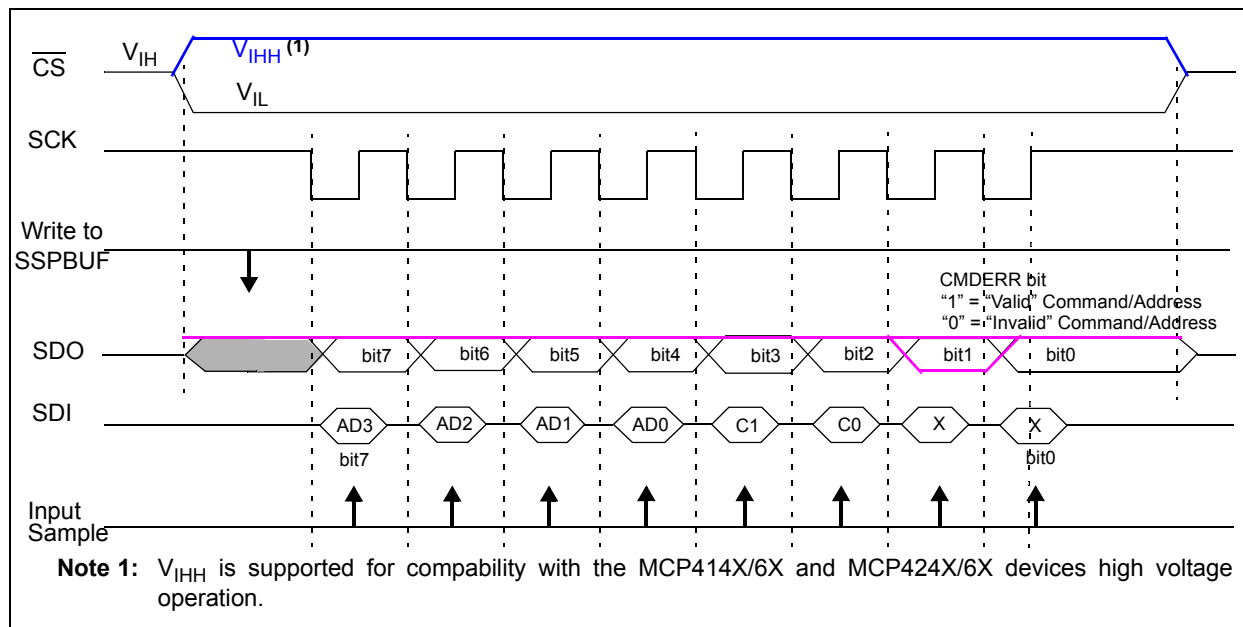 CS
VIH
VIHH (1)
VIL
SCK
Write to
SSPBUF
CMDERR bit
“1” = “Valid” Command/Address
“0” = “Invalid” Command/Address
SDO
bit7 bit6 bit5 bit4 bit3 bit2 bit1 bit0
SDI
AD3 AD2 AD1 AD0 C1 C0 X X
bit7 bit0
Input
Sample
Note 1: VIHH is supported for compability with the MCP414X/6X and MCP424X/6X devices high voltage
operation.